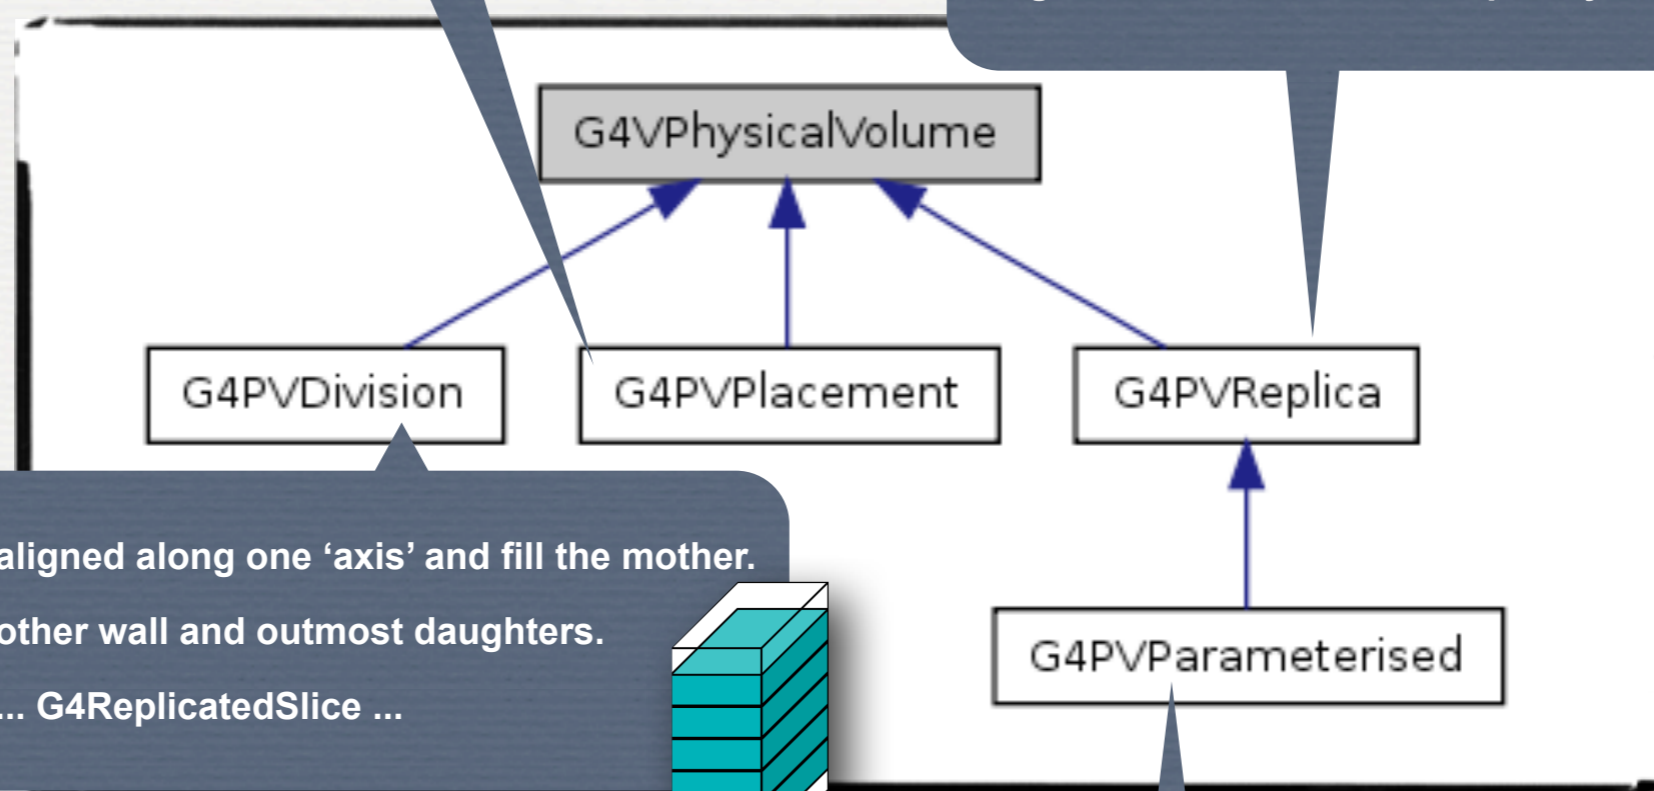 G4VPhysicalVolume
G4PVDivision
G4PVPlacement
G4PVReplica
aligned along one ‘axis’ and fill the mother.
other wall and outmost daughters.
... G4ReplicatedSlice ...
G4PVParameterised